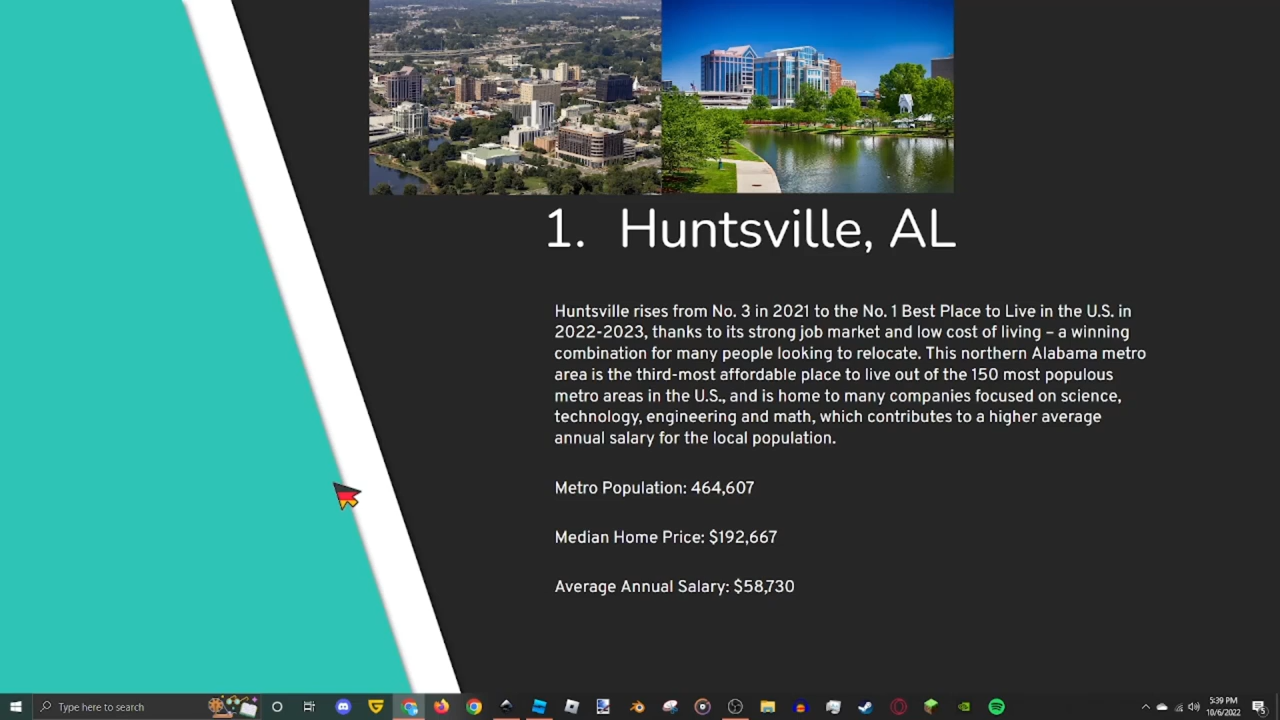 1. Huntsville, AL
Huntsville rises from No. 3 in 2021 to the No. 1 Best Place to Live in the U.S. in
2022-2023, thanks to its strong job market and low cost of living – a winning
combination for many people looking to relocate. This northern Alabama metro
area is the third-most affordable place to live out of the 150 most populous
metro areas in the U.S., and is home to many companies focused on science,
technology, engineering and math, which contributes to a higher average
annual salary for the local population.
Metro Population: 464,607
Median Home Price: $192,667
Average Annual Salary: $58,730
Type here to search
5:39 PM
10/6/2022